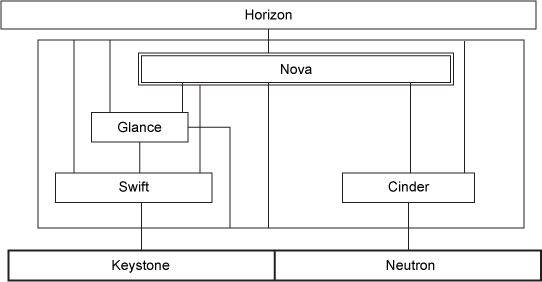 Horizon
Nova
Glance
Swift
Cinder
Keystone
Neutron